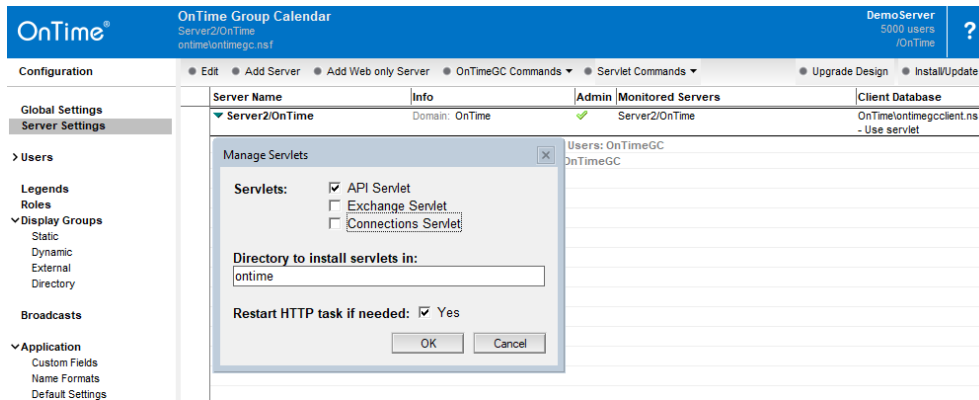 OnTime®
OnTime Group Calendar
Server2/OnTime
ontime\ontimegc.nsf
DemoServer
5000 users
/OnTime
?
Configuration
Edit Add Server Add Web only Server OnTimeGC Commands Servlet Commands Upgrade Design Install/Update
Server Name Info Admin Monitored Servers Client Database
Server2/OnTime Domain: OnTime Server2/OnTime OnTime\ontimegcclient.ns
- Use servlet
Users: OnTimeGC
OnTimeGC
Global Settings
Server Settings
Users
Legends
Roles
Display Groups
Static
Dynamic
External
Directory
Broadcasts
Application
Custom Fields
Name Formats
Default Settings
Manage Servlets
Servlets: API Servlet
Exchange Servlet
Connections Servlet
Directory to install servlets in:
ontime
Restart HTTP task if needed: Yes
OK Cancel